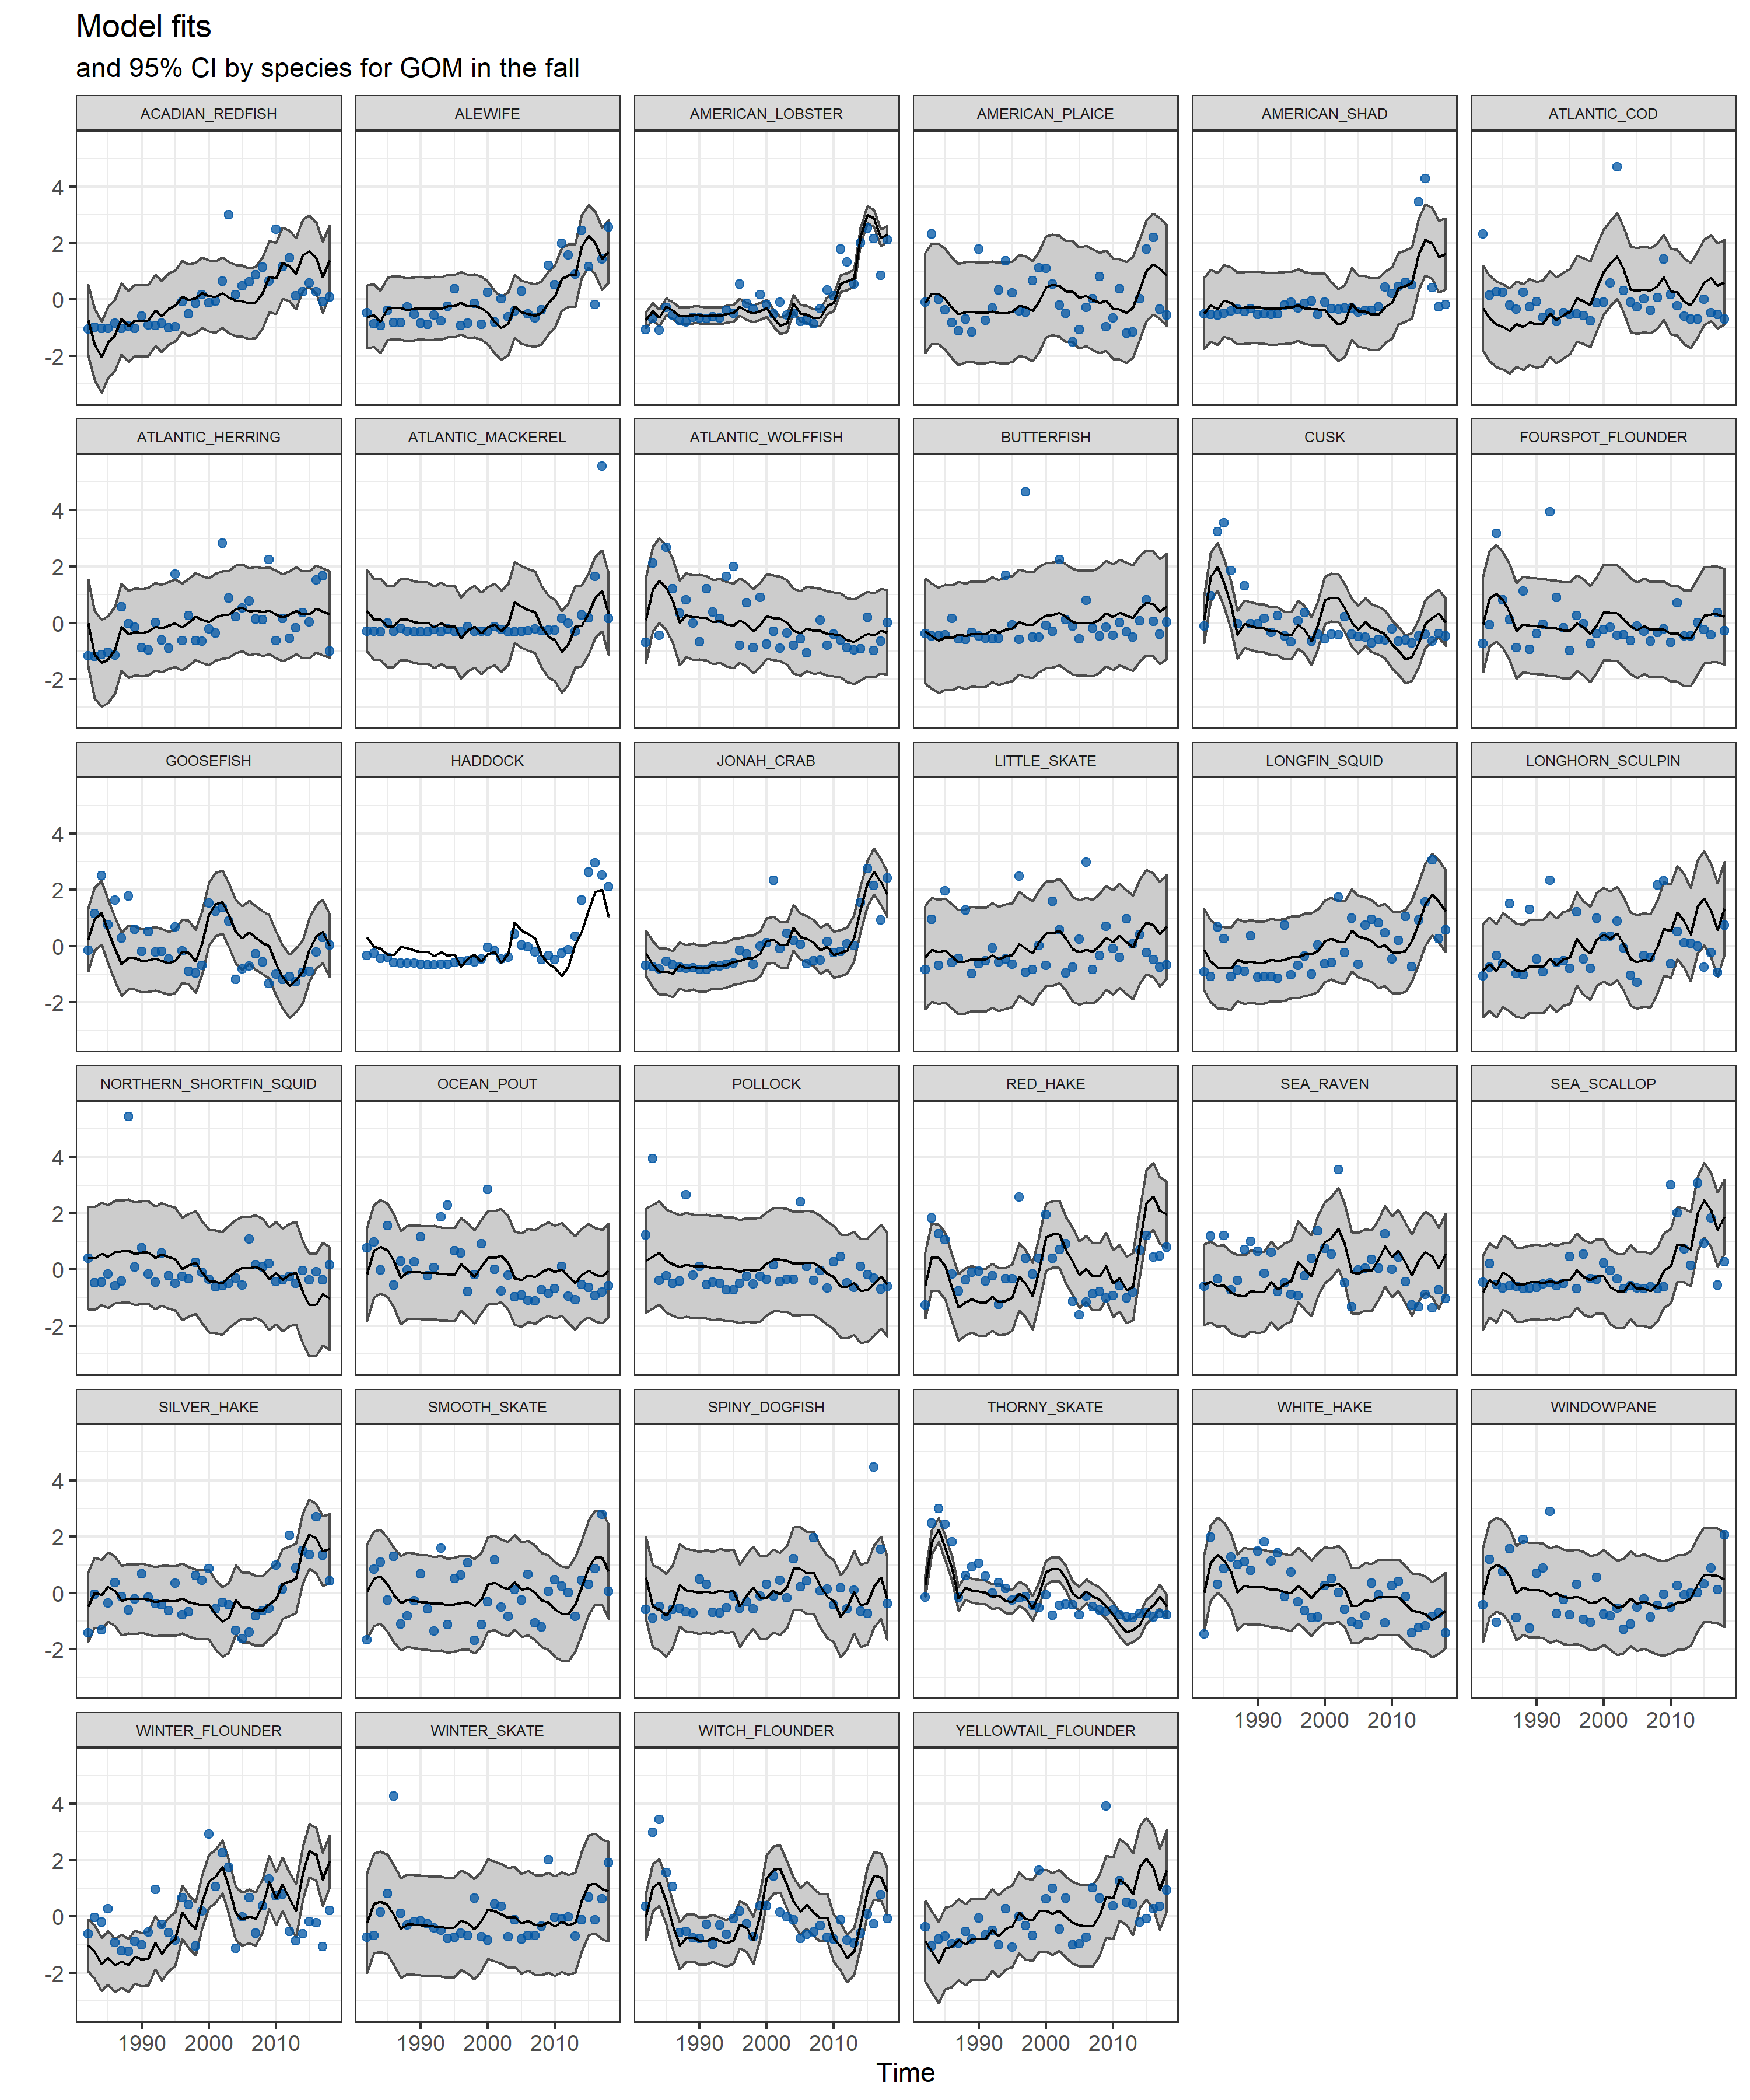 Model fits
and 95% CI by species for GOM in the fall
ACADIAN_REDFISH ALEWIFE AMERICAN_LOBSTER AMERICAN_PLAICE AMERICAN_SHAD ATLANTIC_COD
4
2
0
-2
ATLANTIC_HERRING ATLANTIC_MACKEREL ATLANTIC_WOLFFISH BUTTERFISH CUSK FOURSPOT_FLOUNDER
4
2
0
-2
GOOSEFISH HADDOCK JONAH_CRAB LITTLE_SKATE LONGFIN_SQUID LONGHORN_SCULPIN
4
2
0
-2
NORTHERN_SHORTFIN_SQUID OCEAN_POUT POLLOCK RED_HAKE SEA_RAVEN SEA_SCALLOP
4
2
0
-2
SILVER_HAKE SMOOTH_SKATE SPINY_DOGFISH THORNY_SKATE WHITE_HAKE WINDOWPANE
4
2
0
-2
1990 2000 2010 1990 2000 2010
WINTER_FLOUNDER WINTER_SKATE WITCH_FLOUNDER YELLOWTAIL_FLOUNDER
4
2
0
-2
1990 2000 2010 1990 2000 2010 1990 2000 2010 1990 2000 2010
Time